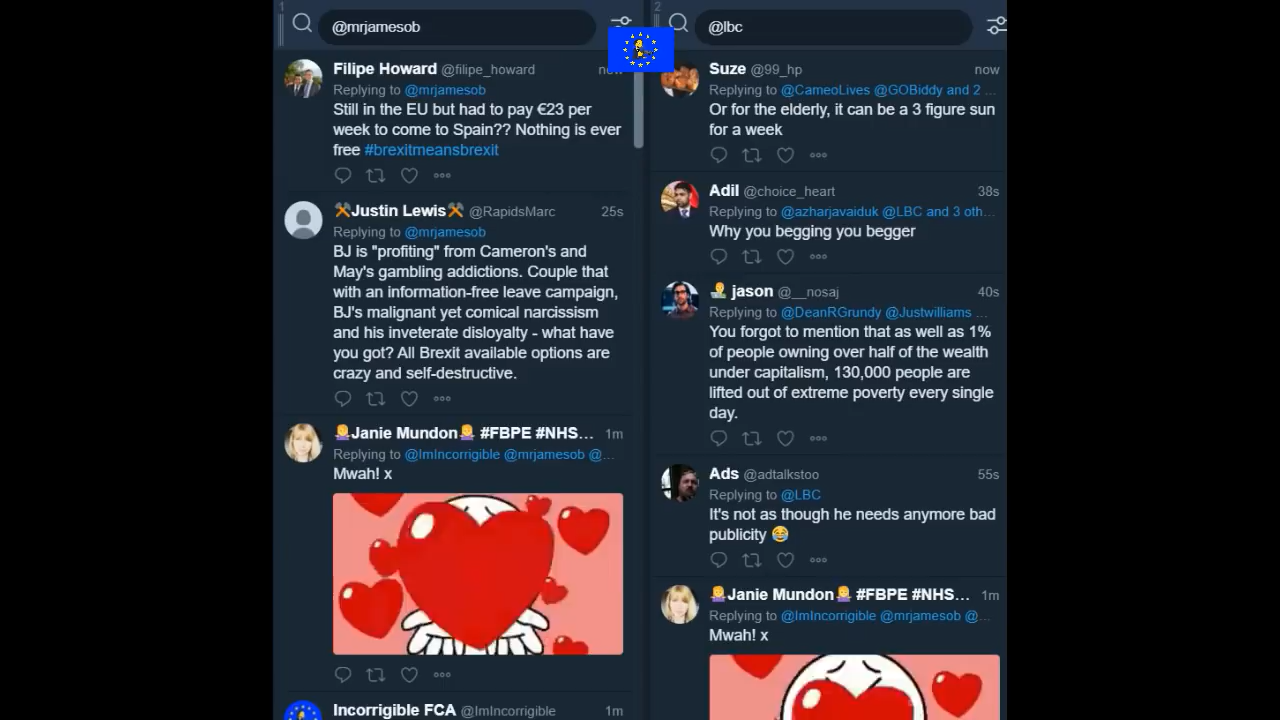 1
@mrjamesob
Filipe Howard @filipe_howard now
Replying to @mrjamesob
Still in the EU but had to pay €23 per
week to come to Spain?? Nothing is ever
free #brexitmeansbrexit
⚒Justin Lewis⚒ @RapidsMarc 25s
Replying to @mrjamesob
BJ is "profiting" from Cameron's and
May's gambling addictions. Couple that
with an information-free leave campaign,
BJ's malignant yet comical narcissism
and his inveterate disloyalty - what have
you got? All Brexit available options are
crazy and self-destructive.
Janie Mundon #FBPE #NHS... 1m
Replying to @ImIncorrigible @mrjamesob @...
Mwah! x
Incorrigible FCA @ImIncorrigible 1m
2
@lbc
Suze @99_hp now
Replying to @CameoLives @GOBiddy and 2 ...
Or for the elderly, it can be a 3 figure sun
for a week
Adil @choice_heart 38s
Replying to @azharjavaiduk @LBC and 3 oth...
Why you begging you begger
jason @__nosaj 40s
Replying to @DeanRGrundy @Justwilliams ...
You forgot to mention that as well as 1%
of people owning over half of the wealth
under capitalism, 130,000 people are
lifted out of extreme poverty every single
day.
Ads @adtalkstoo 55s
Replying to @LBC
It's not as though he needs anymore bad
publicity 😂
Janie Mundon #FBPE #NHS... 1m
Replying to @ImIncorrigible @mrjamesob @...
Mwah! x